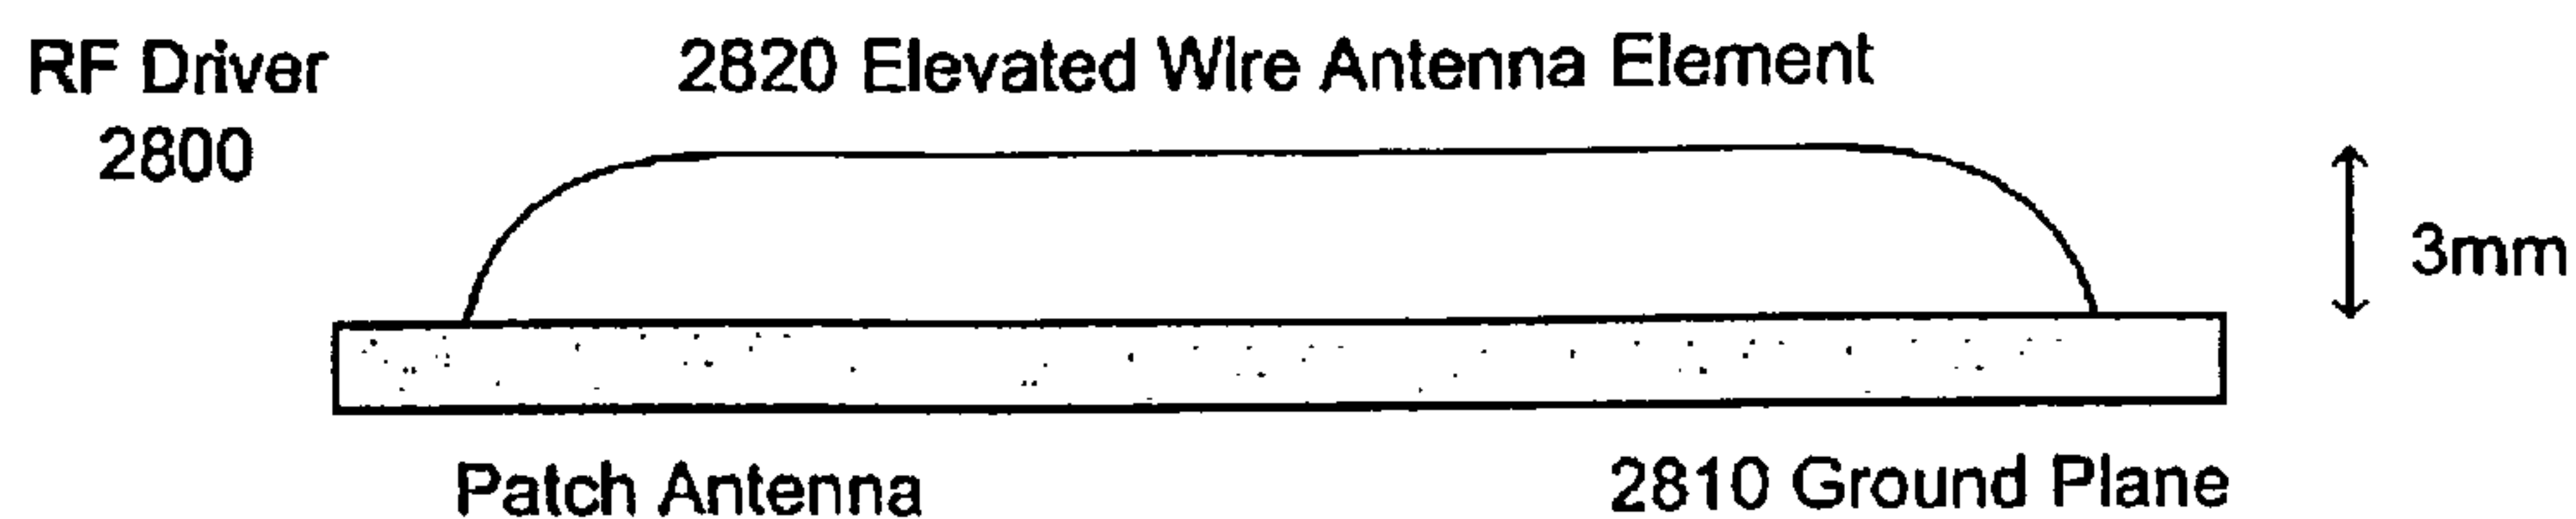 RF Driver
2800
2820 Elevated Wire Antenna Element
3mm
Patch Antenna
2810 Ground Plane